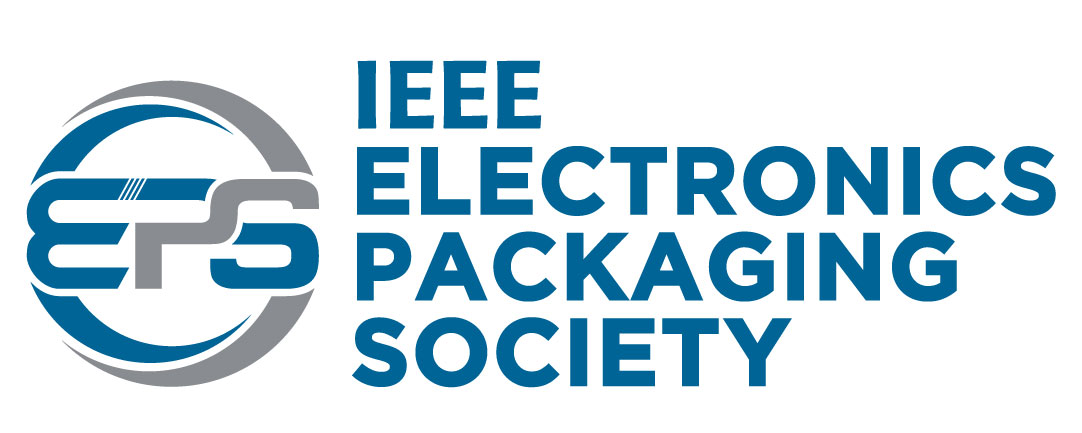 EPS
IEEE
ELECTRONICS
PACKAGING
SOCIETY